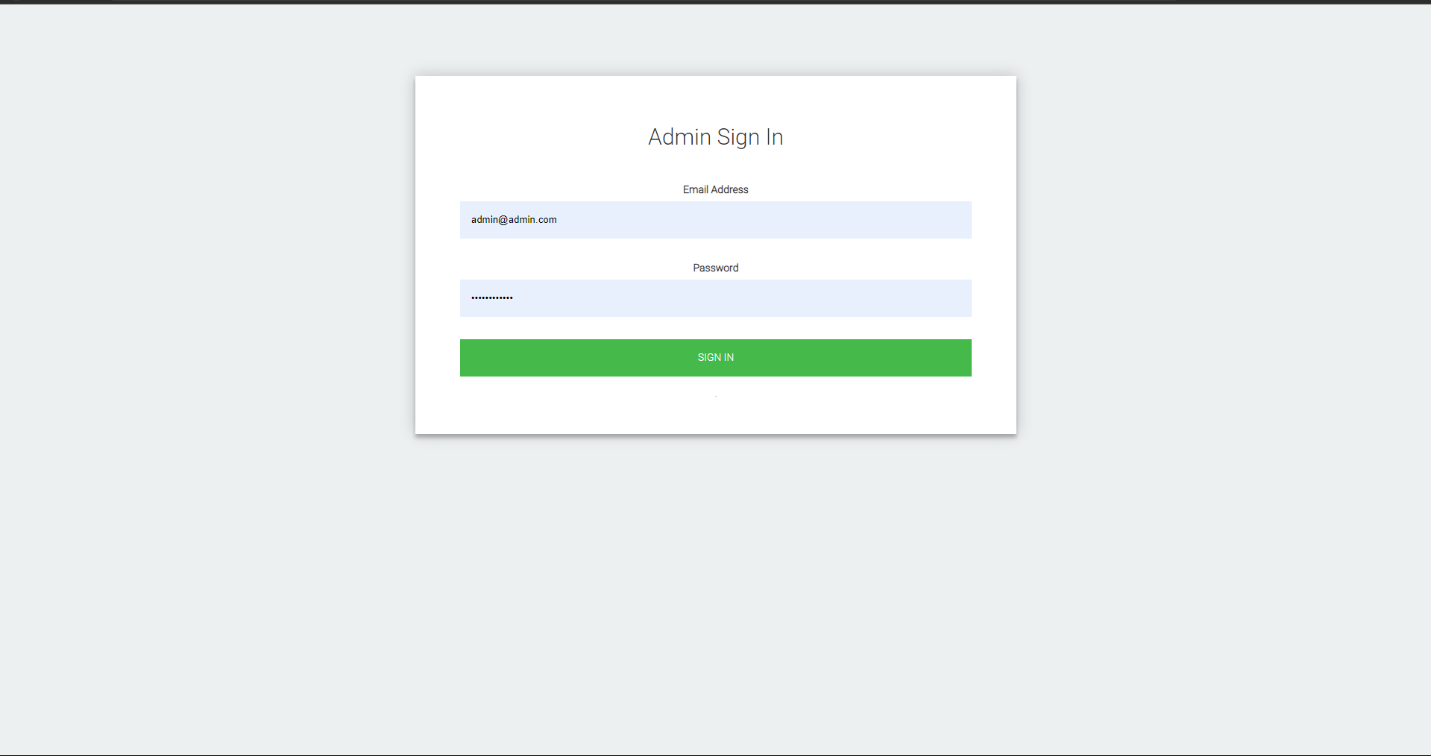 Admin Sign In
Email Address
admin@admin.com
Password
••••••••••••
SIGN IN